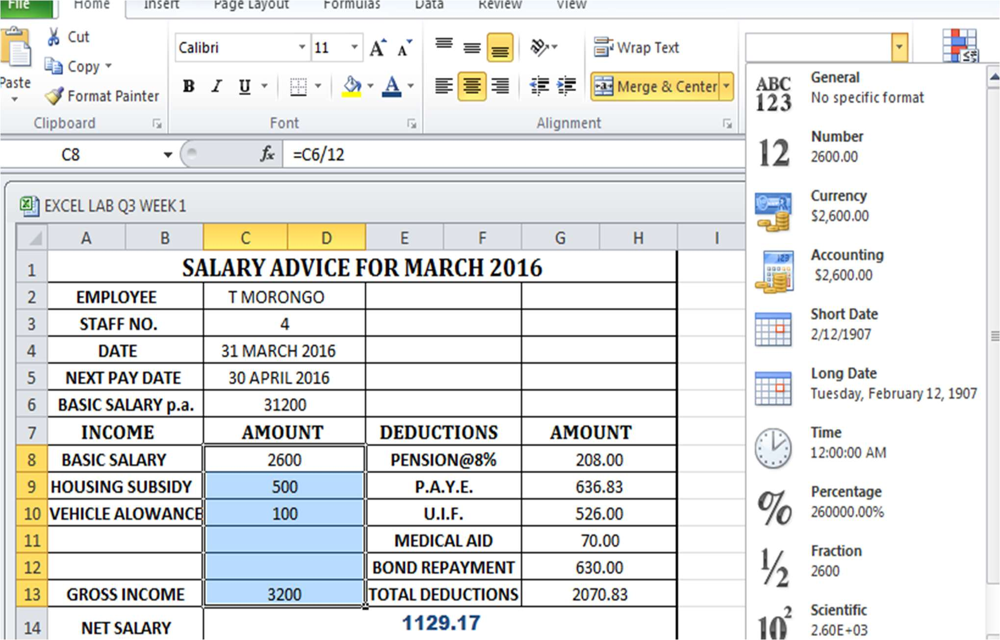 File Home Insert Page Layout Formulas Data Review View
Cut
Copy
Paste
Format Painter
Clipboard
Calibri 11
B I U
Font
Wrap Text
Merge & Center
Alignment
C8 fx =C6/12
EXCEL LAB Q3 WEEK 1
A B C D E F G H I
1 SALARY ADVICE FOR MARCH 2016
2 EMPLOYEE T MORONGO
3 STAFF NO. 4
4 DATE 31 MARCH 2016
5 NEXT PAY DATE 30 APRIL 2016
6 BASIC SALARY p.a. 31200
7 INCOME AMOUNT DEDUCTIONS AMOUNT
8 BASIC SALARY 2600 PENSION@8% 208.00
9 HOUSING SUBSIDY 500 P.A.Y.E. 636.83
10 VEHICLE ALOWANCE 100 U.I.F. 526.00
11 MEDICAL AID 70.00
12 BOND REPAYMENT 630.00
13 GROSS INCOME 3200 TOTAL DEDUCTIONS 2070.83
14 NET SALARY 1129.17
ABC
123
General
No specific format
12
Number
2600.00
Currency
$2,600.00
Accounting
$2,600.00
Short Date
2/12/1907
Long Date
Tuesday, February 12, 1907
Time
12:00:00 AM
%
Percentage
260000.00%
½
Fraction
2600
10²
Scientific
2.60E+03